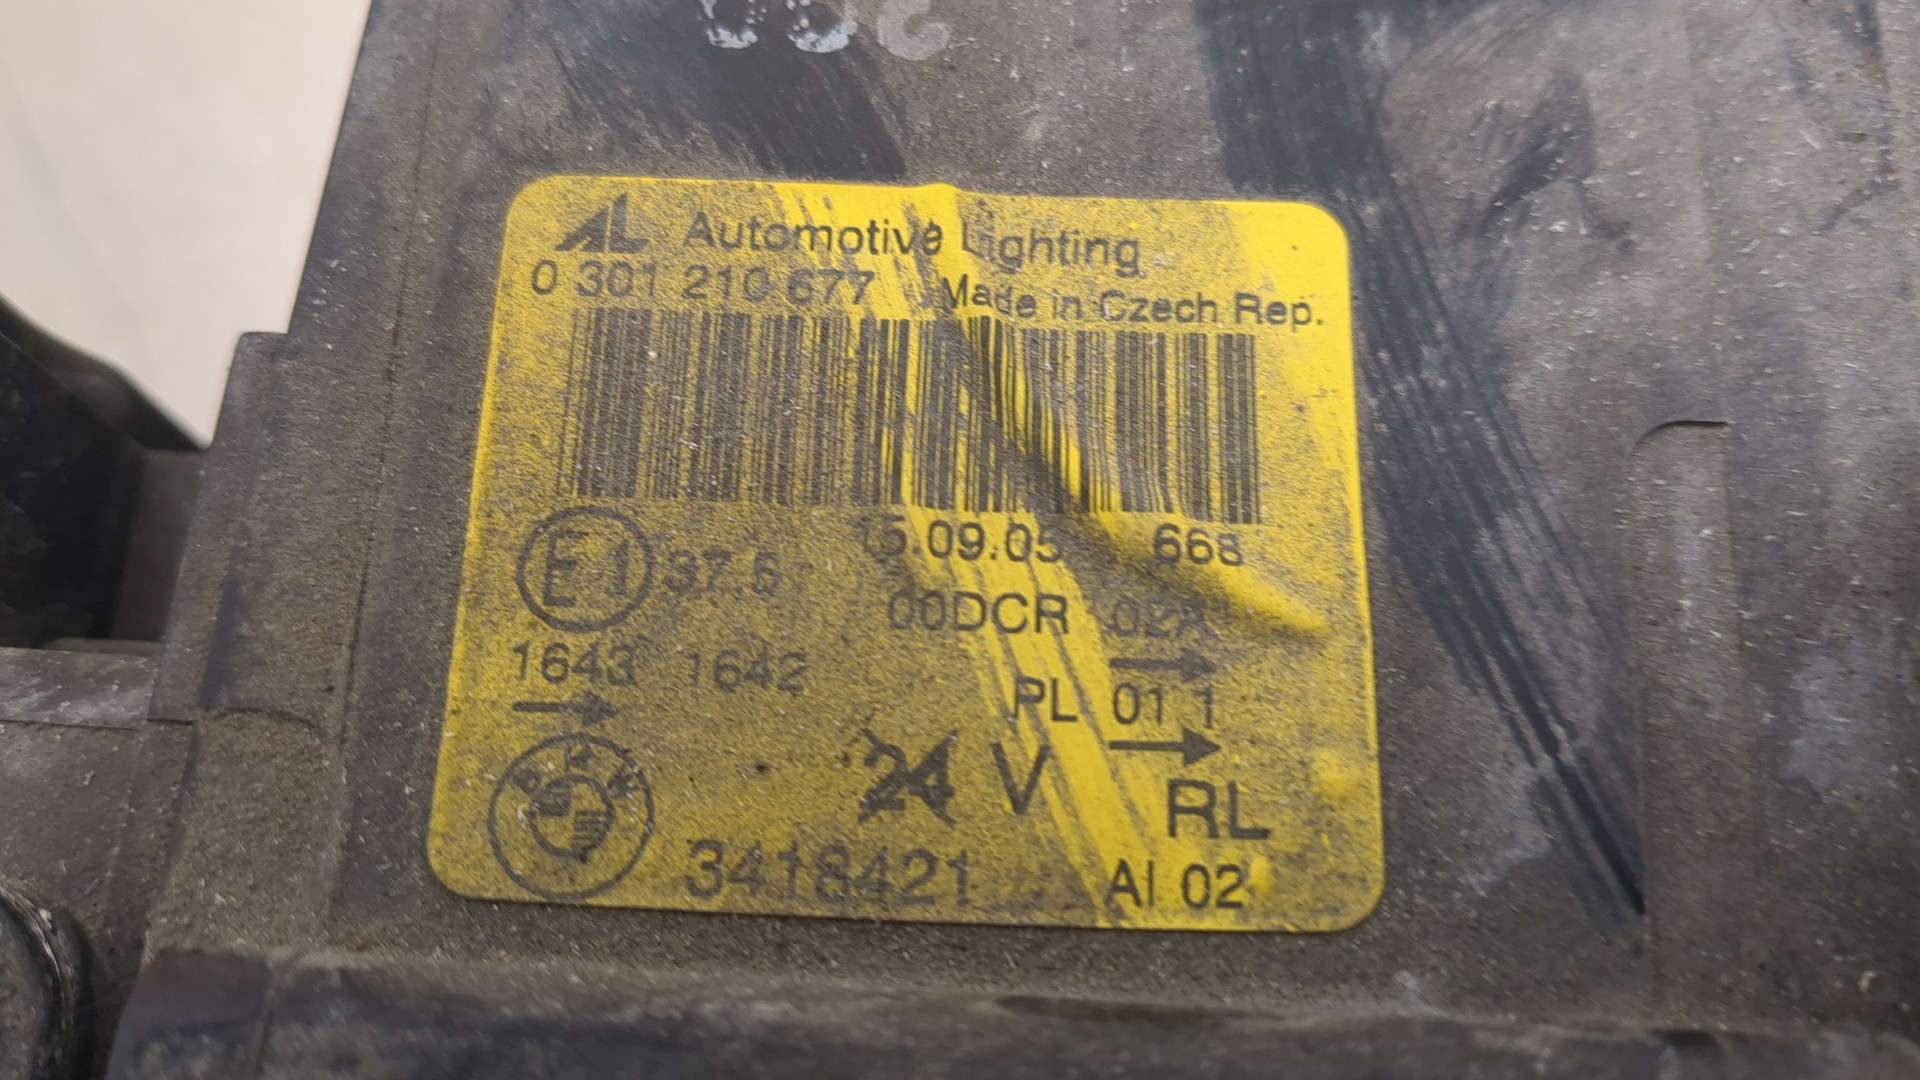 AL Automotive Lighting
0 301 210 677 Made in Czech Rep.
15.09.05 668
E1 37.5
00DCR 02A
1643 1642
PL 01 1
24 V
RL
BMW
3418421 AI 02